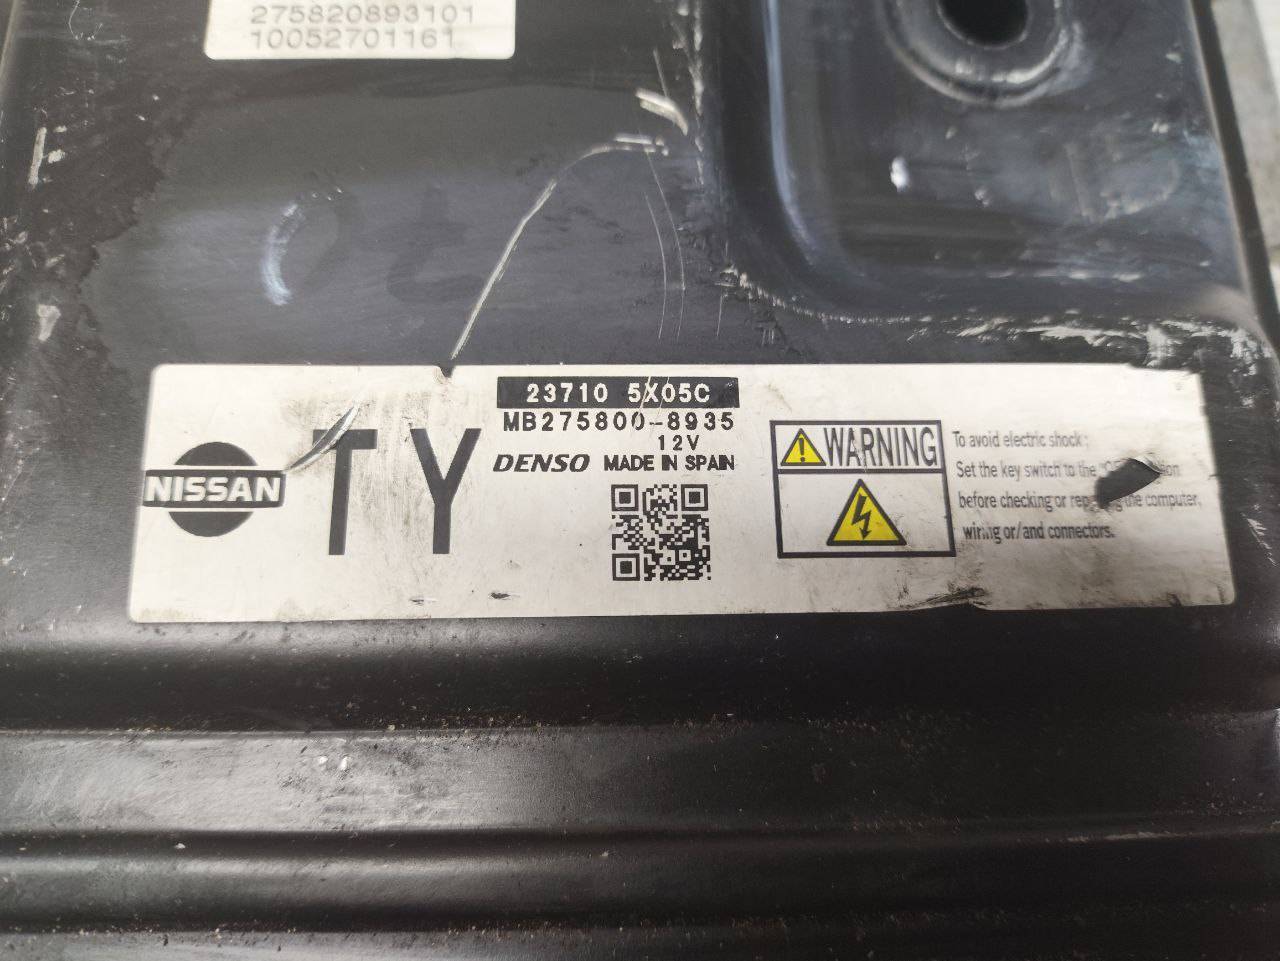 275820893101
10052701161
NISSAN
TY
23710 5X05C
MB275800-8935
12V
DENSO MADE IN SPAIN
WARNING
To avoid electric shock:
Set the key switch to the
before checking or the computer,
wiring or/and connectors.